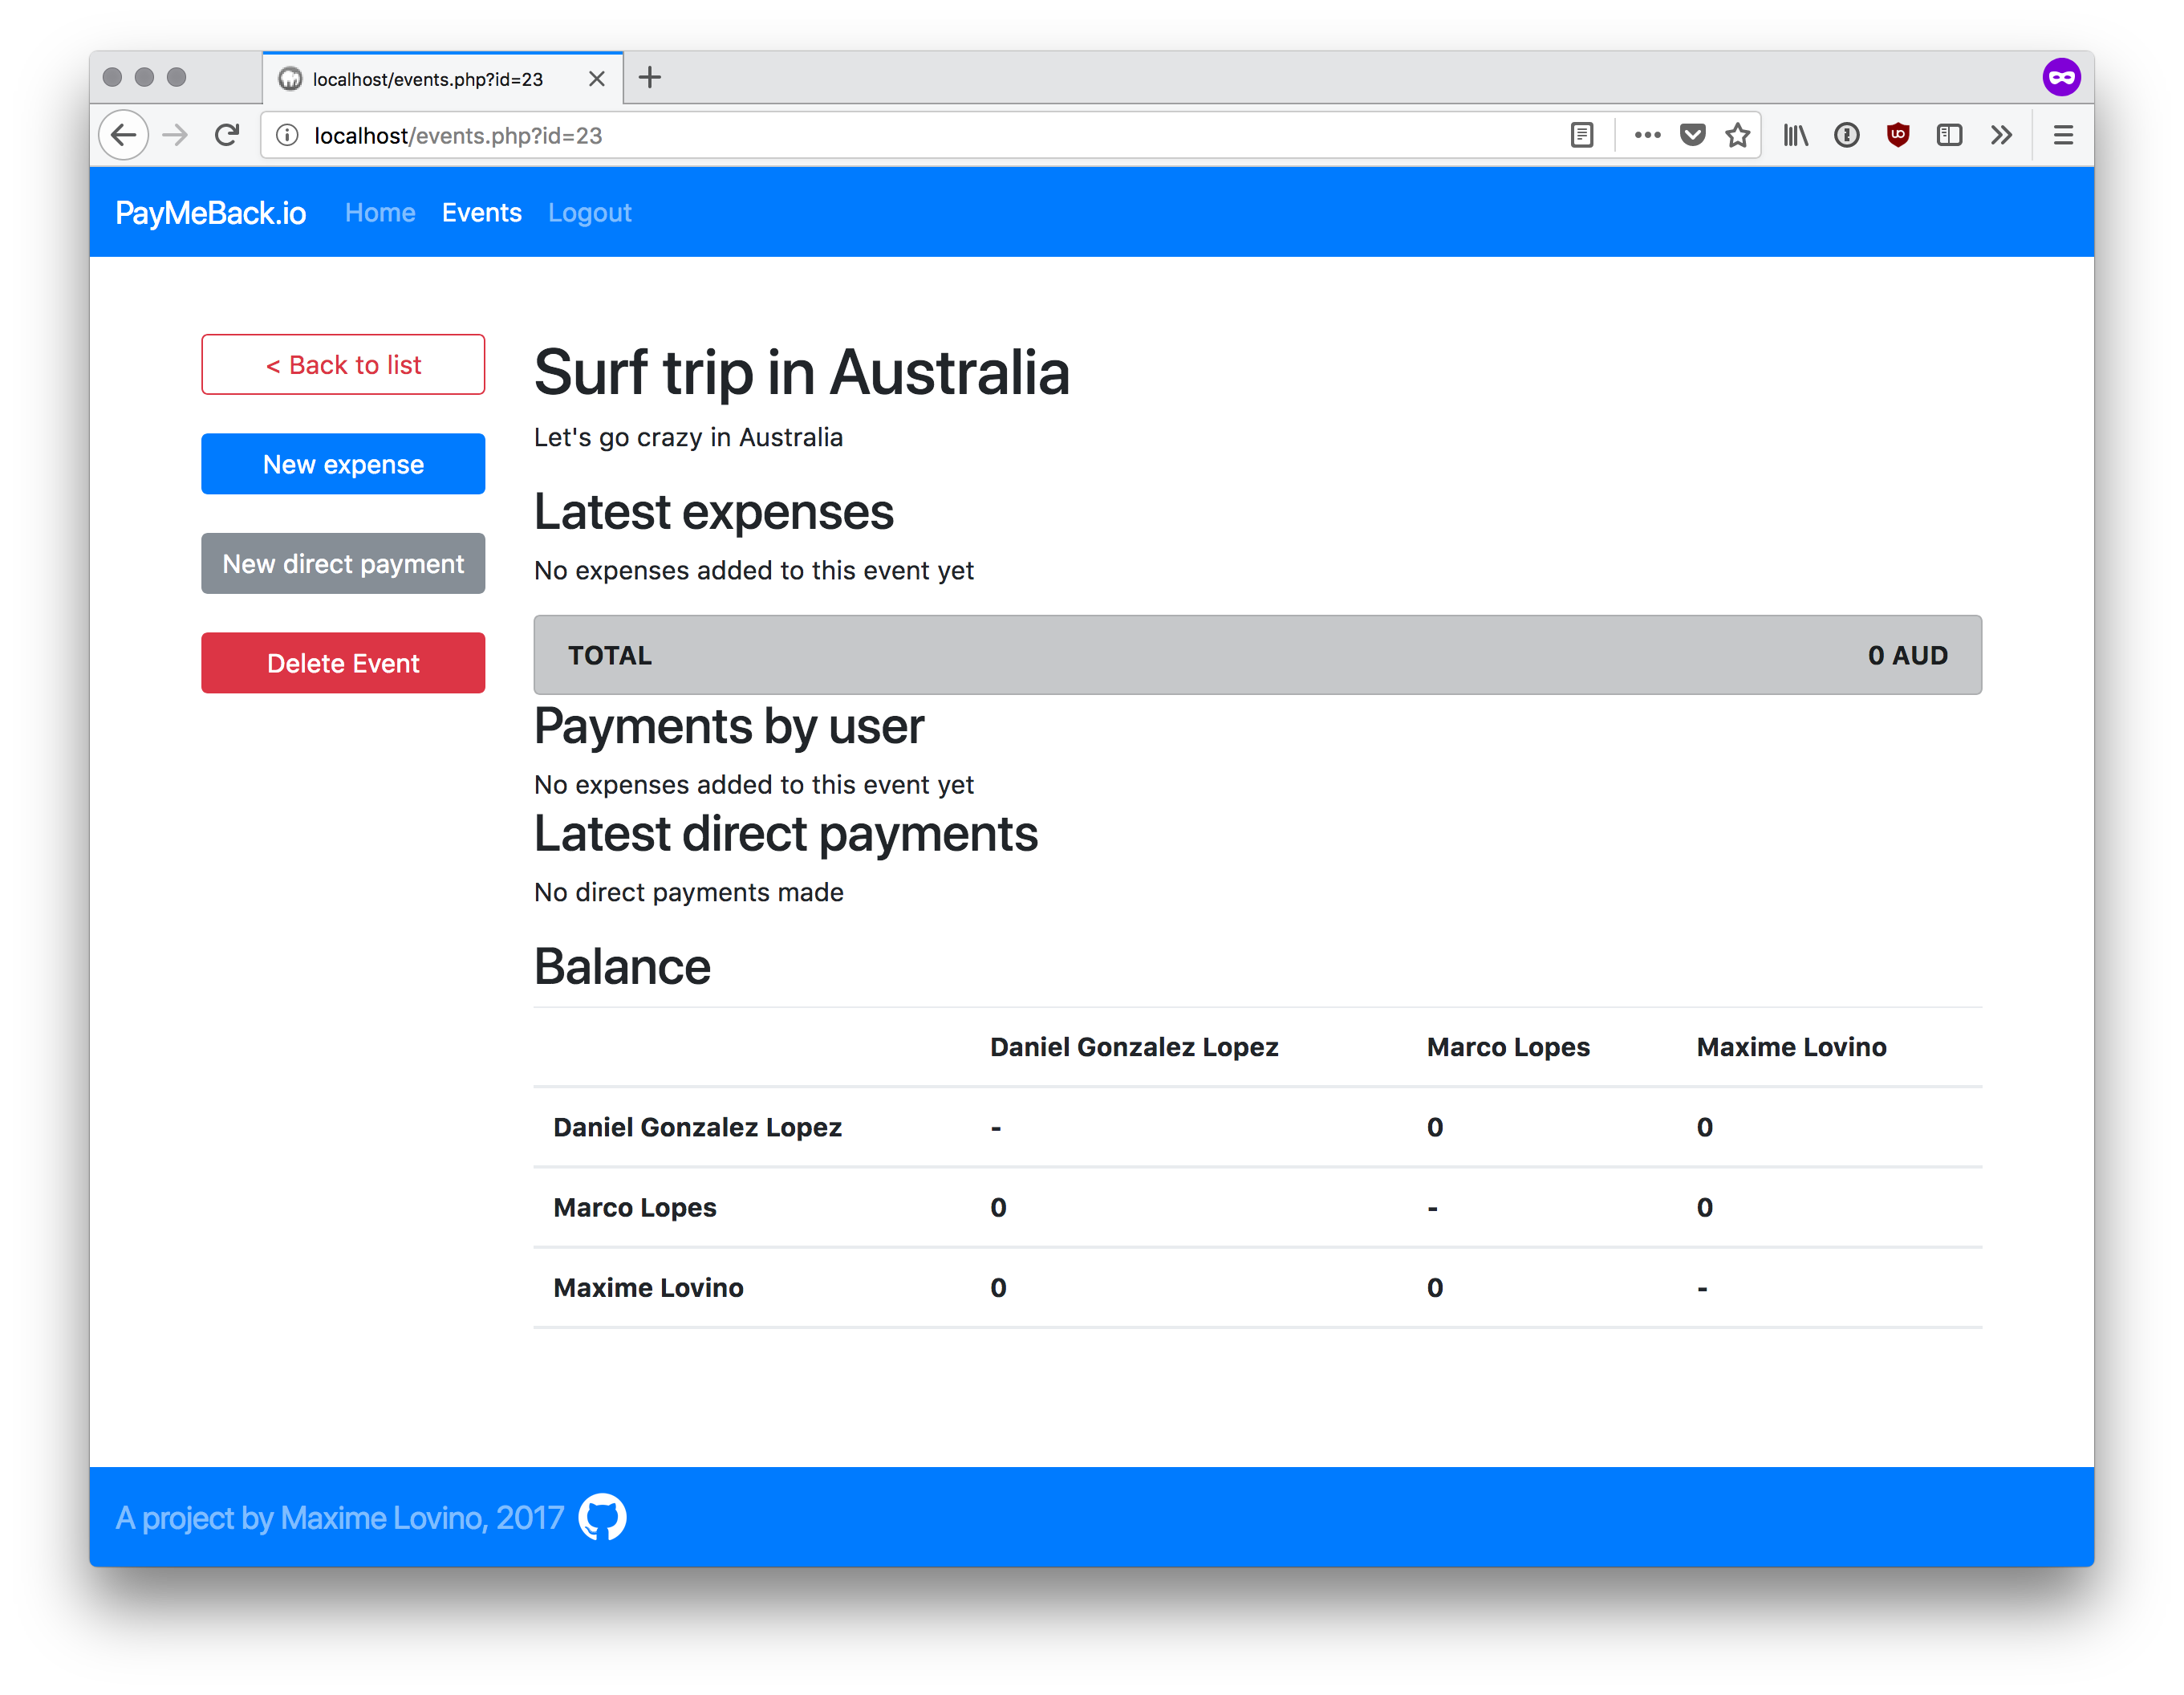 localhost/events.php?id=23
localhost/events.php?id=23
PayMeBack.io Home Events Logout
< Back to list
New expense
New direct payment
Delete Event
Surf trip in Australia
Let's go crazy in Australia
Latest expenses
No expenses added to this event yet
TOTAL 0 AUD
Payments by user
No expenses added to this event yet
Latest direct payments
No direct payments made
Balance
Daniel Gonzalez Lopez Marco Lopes Maxime Lovino
Daniel Gonzalez Lopez - 0 0
Marco Lopes 0 - 0
Maxime Lovino 0 0 -
A project by Maxime Lovino, 2017